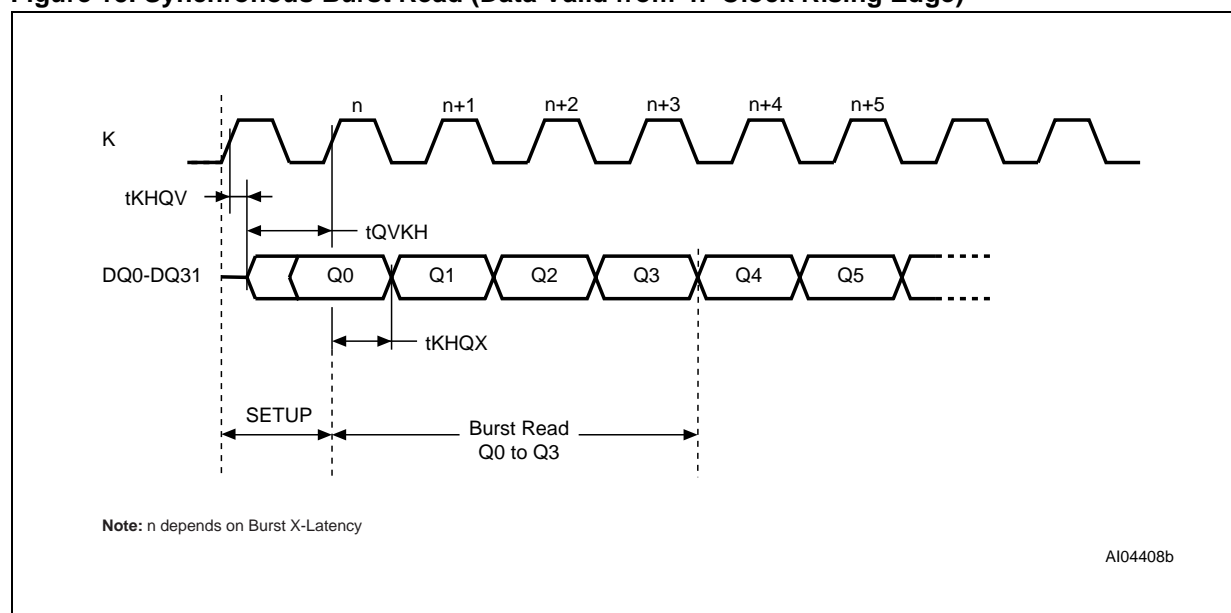 Figure 13. Synchronous Burst Read (Data Valid from 'n' Clock Rising Edge)
n n+1 n+2 n+3 n+4 n+5
K
tKHQV
tQVKH
DQ0-DQ31 Q0 Q1 Q2 Q3 Q4 Q5
tKHQX
SETUP
Burst Read
Q0 to Q3
Note: n depends on Burst X-Latency
AI04408b